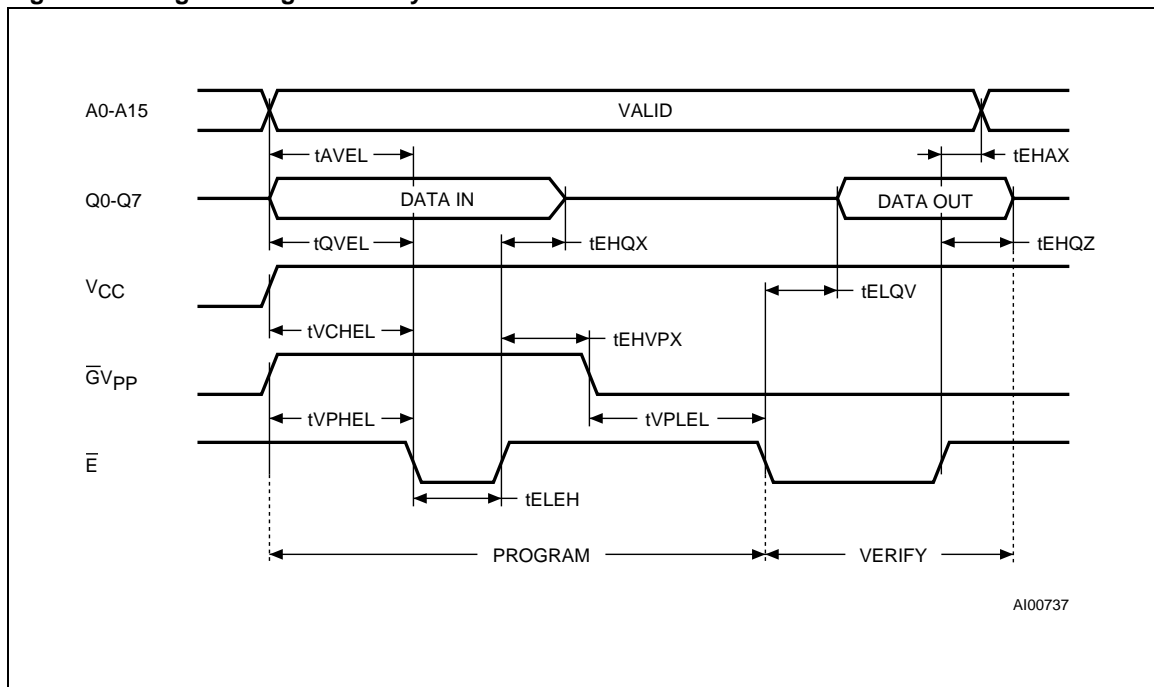 A0-A15
VALID
tAVEL
tEHAX
Q0-Q7
DATA IN
DATA OUT
tQVEL
tEHQX
tEHQZ
VCC
tELQV
tVCHEL
tEHVPX
G̅VPP
tVPHEL
tVPLEL
E̅
tELEH
PROGRAM
VERIFY
AI00737